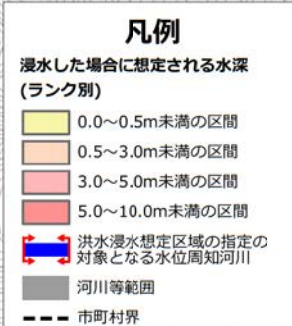 凡例
浸水した場合に想定される水深
(ランク別)
0.0～0.5m未満の区間
0.5～3.0m未満の区間
3.0～5.0m未満の区間
5.0～10.0m未満の区間
洪水浸水想定区域の指定の
対象となる水位周知河川
河川等範囲
市町村界